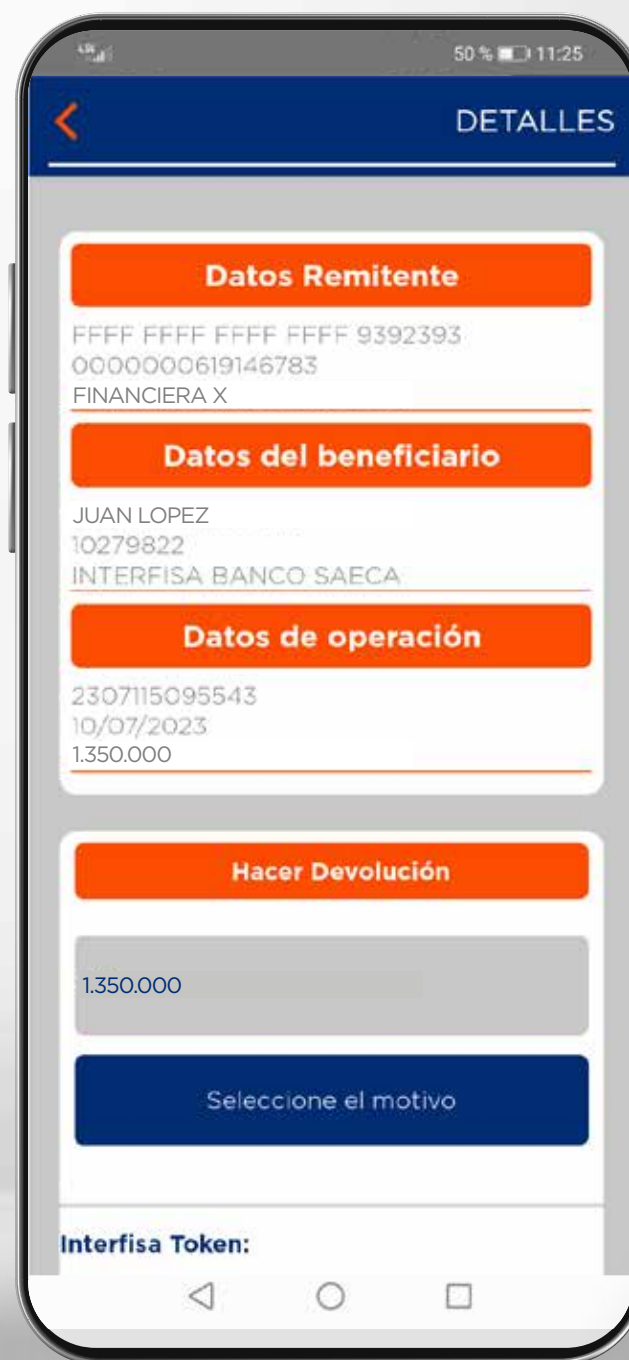 50 % 11:25
DETALLES
Datos Remitente
FFFF FFFF FFFF FFFF 9392393
0000000619146783
FINANCIERA X
Datos del beneficiario
JUAN LOPEZ
10279822
INTERFISA BANCO SAECA
Datos de operación
2307115095543
10/07/2023
1.350.000
Hacer Devolución
1.350.000
Seleccione el motivo
Interfisa Token: